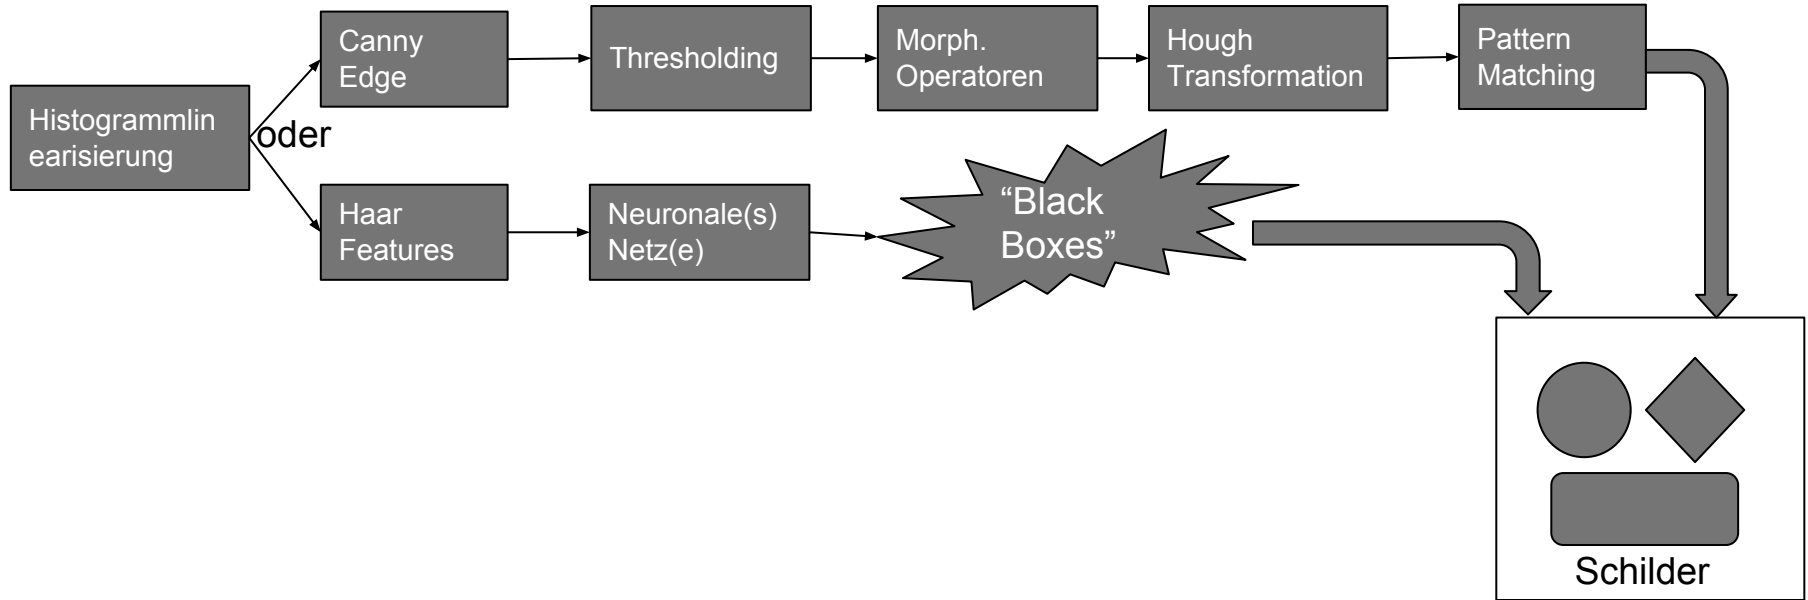 Histogrammlin
earisierung
oder
Canny
Edge
Thresholding
Morph.
Operatoren
Hough
Transformation
Pattern
Matching
Haar
Features
Neuronale(s)
Netz(e)
“Black
Boxes”
Schilder